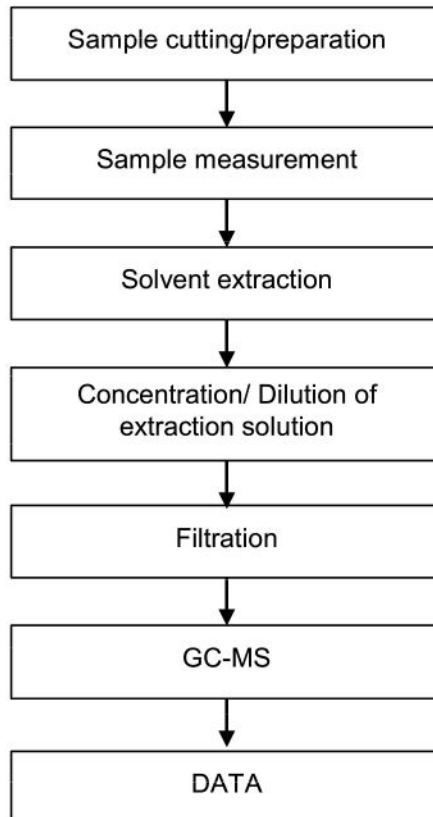 Sample cutting/preparation
Sample measurement
Solvent extraction
Concentration/ Dilution of
extraction solution
Filtration
GC-MS
DATA